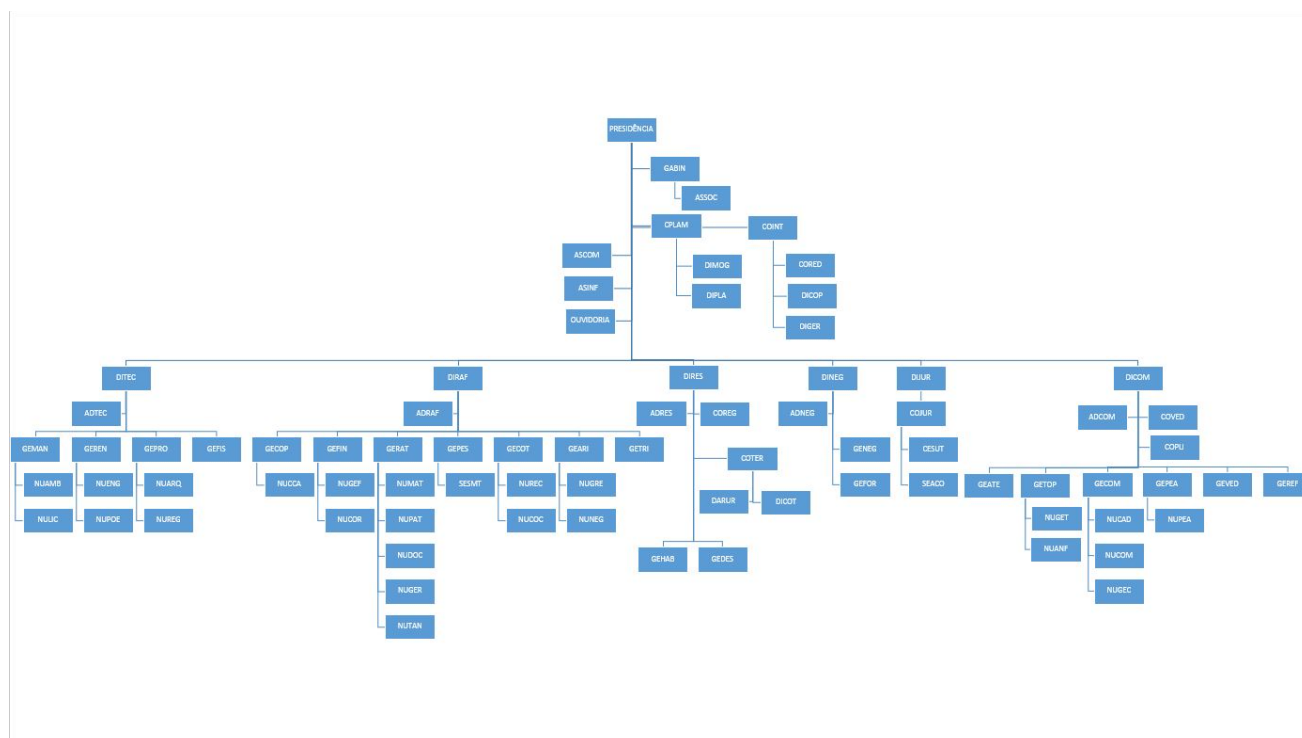 PRESIDÊNCIA
GABIN
ASSOC
CPLAM COINT
ASCOM DIMOG CORED
ASINF DIPLA DICOP
OUVIDORIA DIGER
DITEC DIRAF DIRES DINEG DIJUR DICOM
ADTEC ADRAF ADRES COREG ADNEG COJUR ADCOM COVED
COPLI
GEMAN GEREN GEPRO GEFIS GECOP GEFIN GERAT GEPES GECOT GEARI GETRI GENEG CESUT
COTER
NUAMB NUENG NUARQ NUCCA NUGEF NUMAT SESMT NUREC NUGRE GEFOR SEACO GEATE GETOP GECOM GEPEA GEVED GEREF
DARUR DICOT
NULIC NUPOE NUREG NUCOR NUPAT NUCOC NUNEG NUGET NUCAD NUPEA
NUDOC GEHAB GEDES NUANF NUCOM
NUGER NUGEC
NUTAN